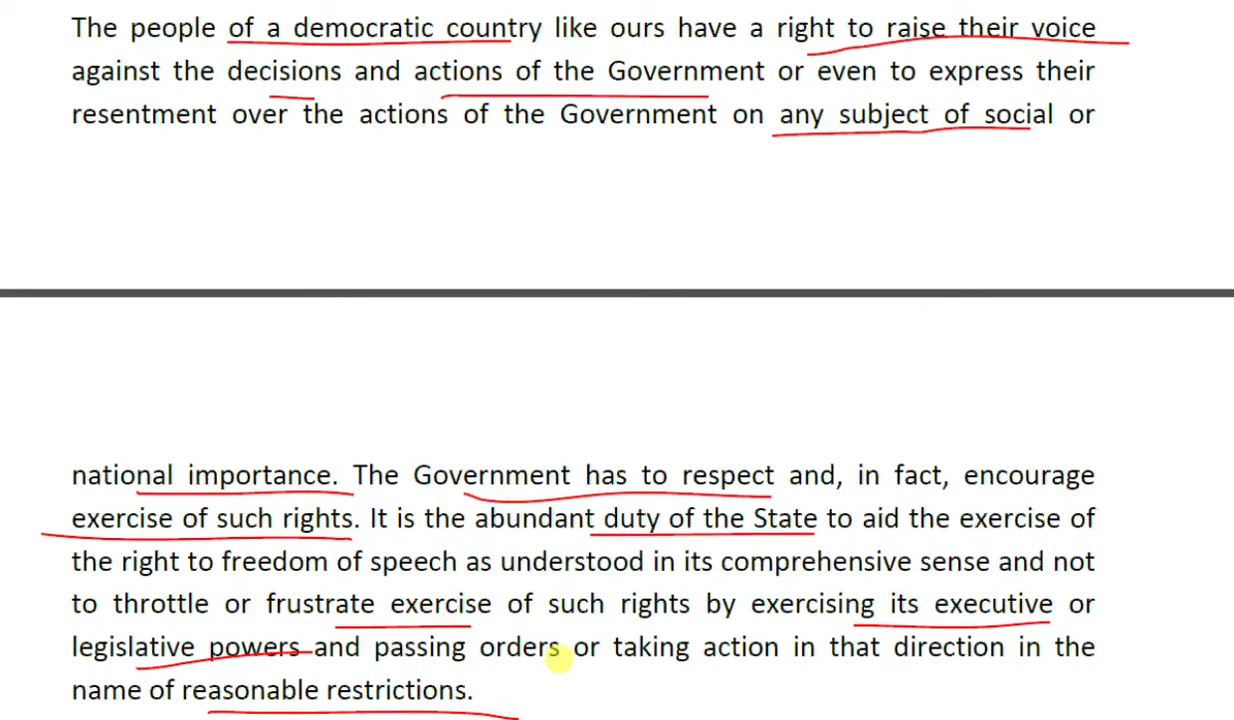 The people of a democratic country like ours have a right to raise their voice
against the decisions and actions of the Government or even to express their
resentment over the actions of the Government on any subject of social or
national importance. The Government has to respect and, in fact, encourage
exercise of such rights. It is the abundant duty of the State to aid the exercise of
the right to freedom of speech as understood in its comprehensive sense and not
to throttle or frustrate exercise of such rights by exercising its executive or
legislative powers and passing orders or taking action in that direction in the
name of reasonable restrictions.